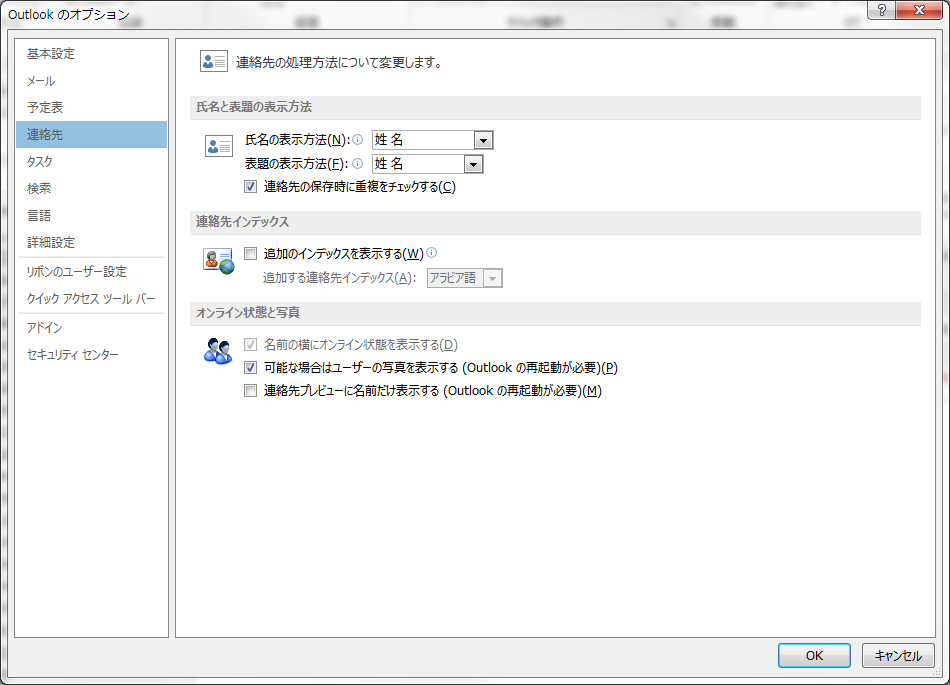 Outlook のオプション
?
基本設定
メール
予定表
連絡先
タスク
検索
言語
詳細設定
リボンのユーザー設定
クイック アクセス ツール バー
アドイン
セキュリティ センター
連絡先の処理方法について変更します。
氏名と表題の表示方法
氏名の表示方法(N): 姓 名
表題の表示方法(F): 姓 名
連絡先の保存時に重複をチェックする(C)
連絡先インデックス
追加のインデックスを表示する(W)
追加する連絡先インデックス(A): アラビア語
オンライン状態と写真
名前の横にオンライン状態を表示する(D)
可能な場合はユーザーの写真を表示する (Outlook の再起動が必要)(P)
連絡先プレビューに名前だけ表示する (Outlook の再起動が必要)(M)
OK キャンセル